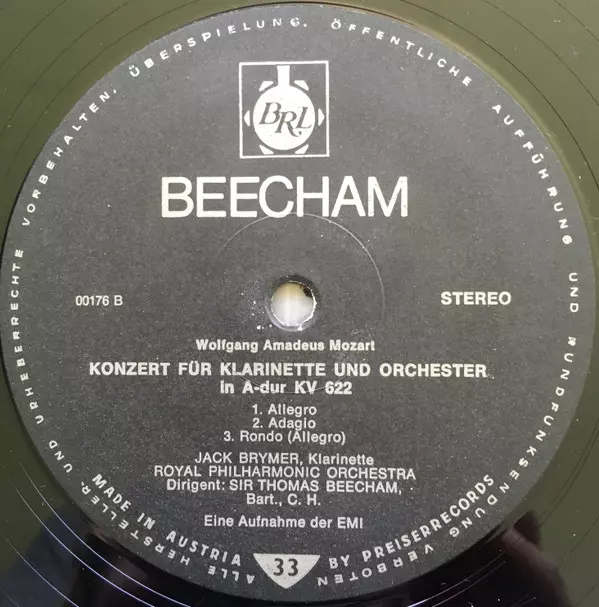 ALLE HERSTELLER- UND URHEBERRECHTE VORBEHALTEN, ÜBERSPIELUNG, ÖFFENTLICHE AUFFÜHRUNG UND RUNDFUNKSENDUNG VERBOTEN
BRL
BEECHAM
00176 B
STEREO
Wolfgang Amadeus Mozart
KONZERT FÜR KLARINETTE UND ORCHESTER
in A-dur KV 622
1. Allegro
2. Adagio
3. Rondo (Allegro)
JACK BRYMER, Klarinette
ROYAL PHILHARMONIC ORCHESTRA
Dirigent: SIR THOMAS BEECHAM,
Bart., C. H.
Eine Aufnahme der EMI
MADE IN AUSTRIA 33 BY PREISERRECORDS